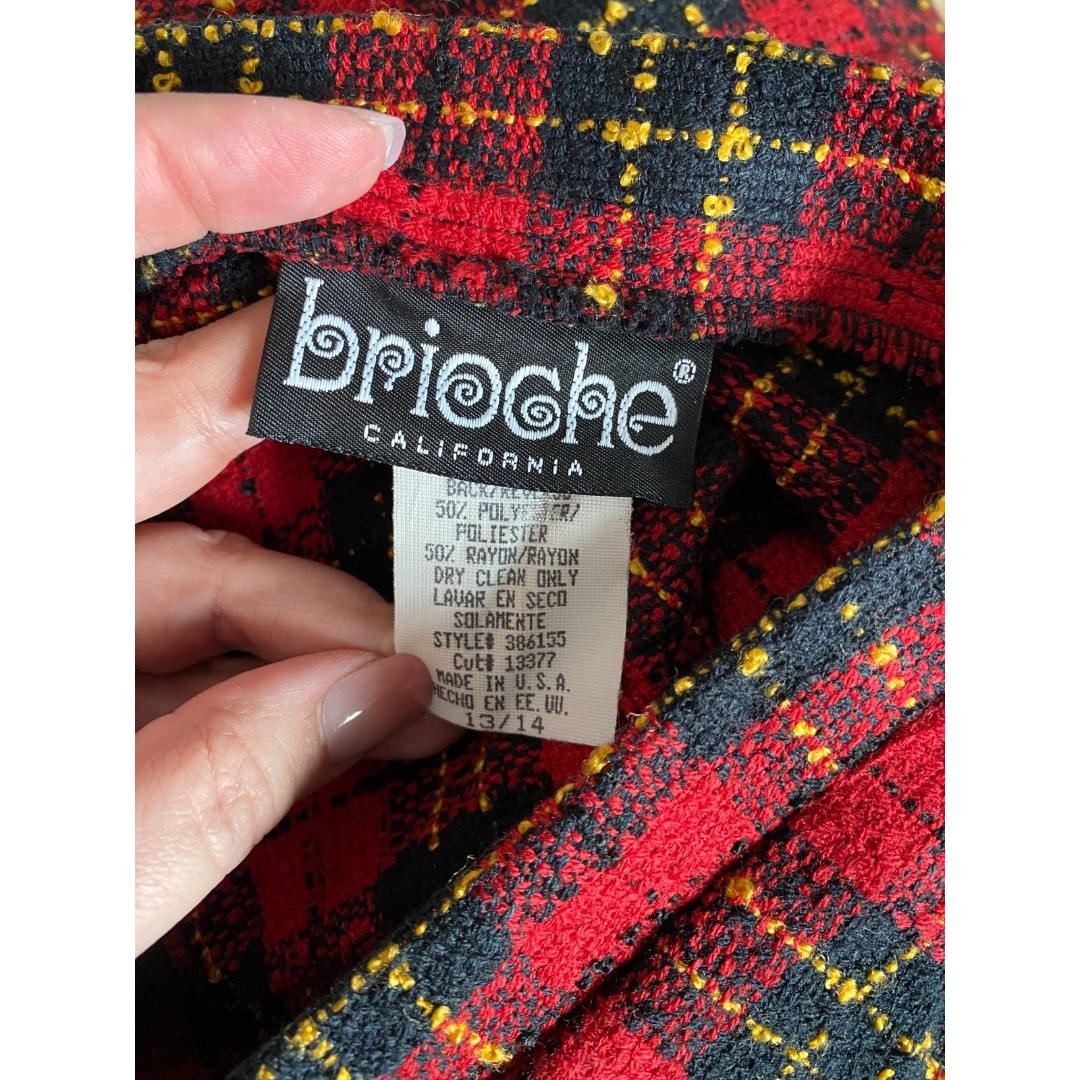 brioche®
CALIFORNIA
50% POLYESTER/
POLIESTER
50% RAYON/RAYON
DRY CLEAN ONLY
LAVAR EN SECO
SOLAMENTE
STYLE# 386155
Cut# 13377
MADE IN U.S.A.
HECHO EN EE.UU.
13/14